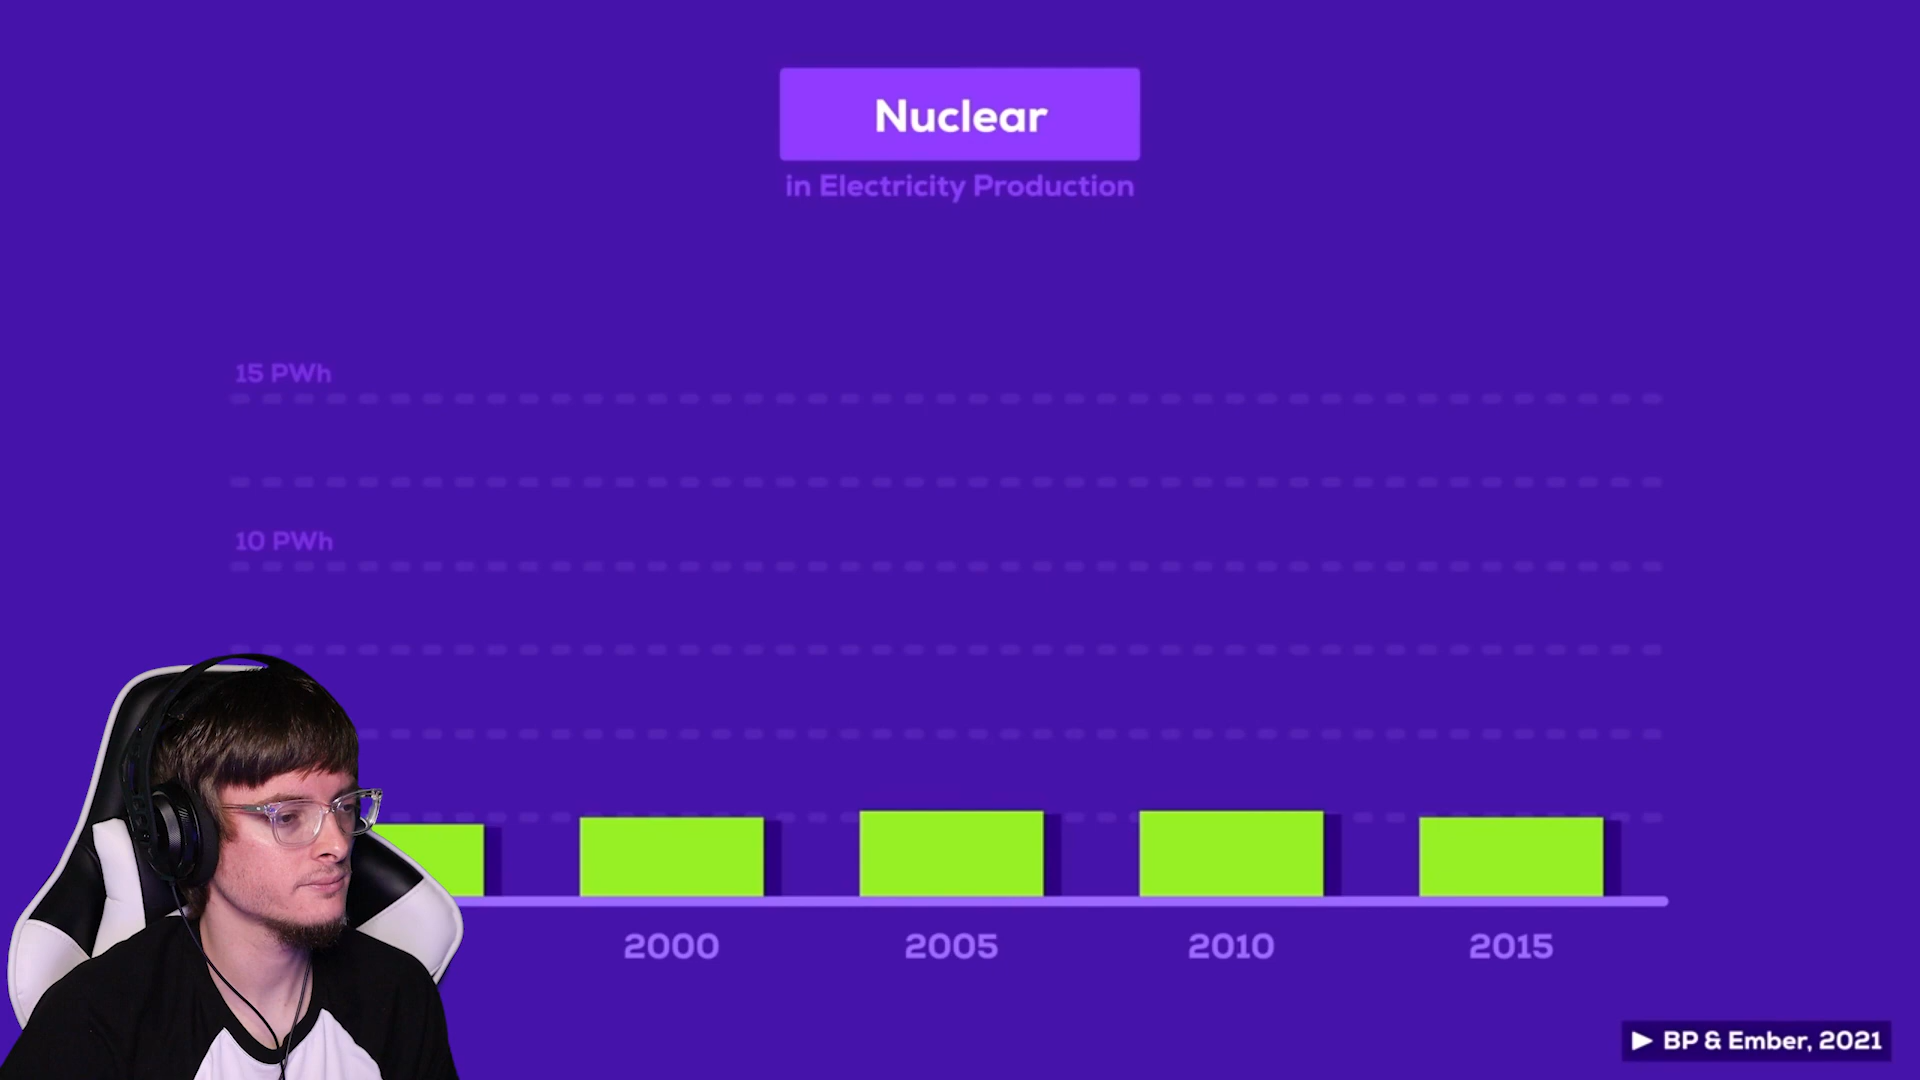 Nuclear
in Electricity Production
15 PWh
10 PWh
2000
2005
2010
2015
▶ BP & Ember, 2021